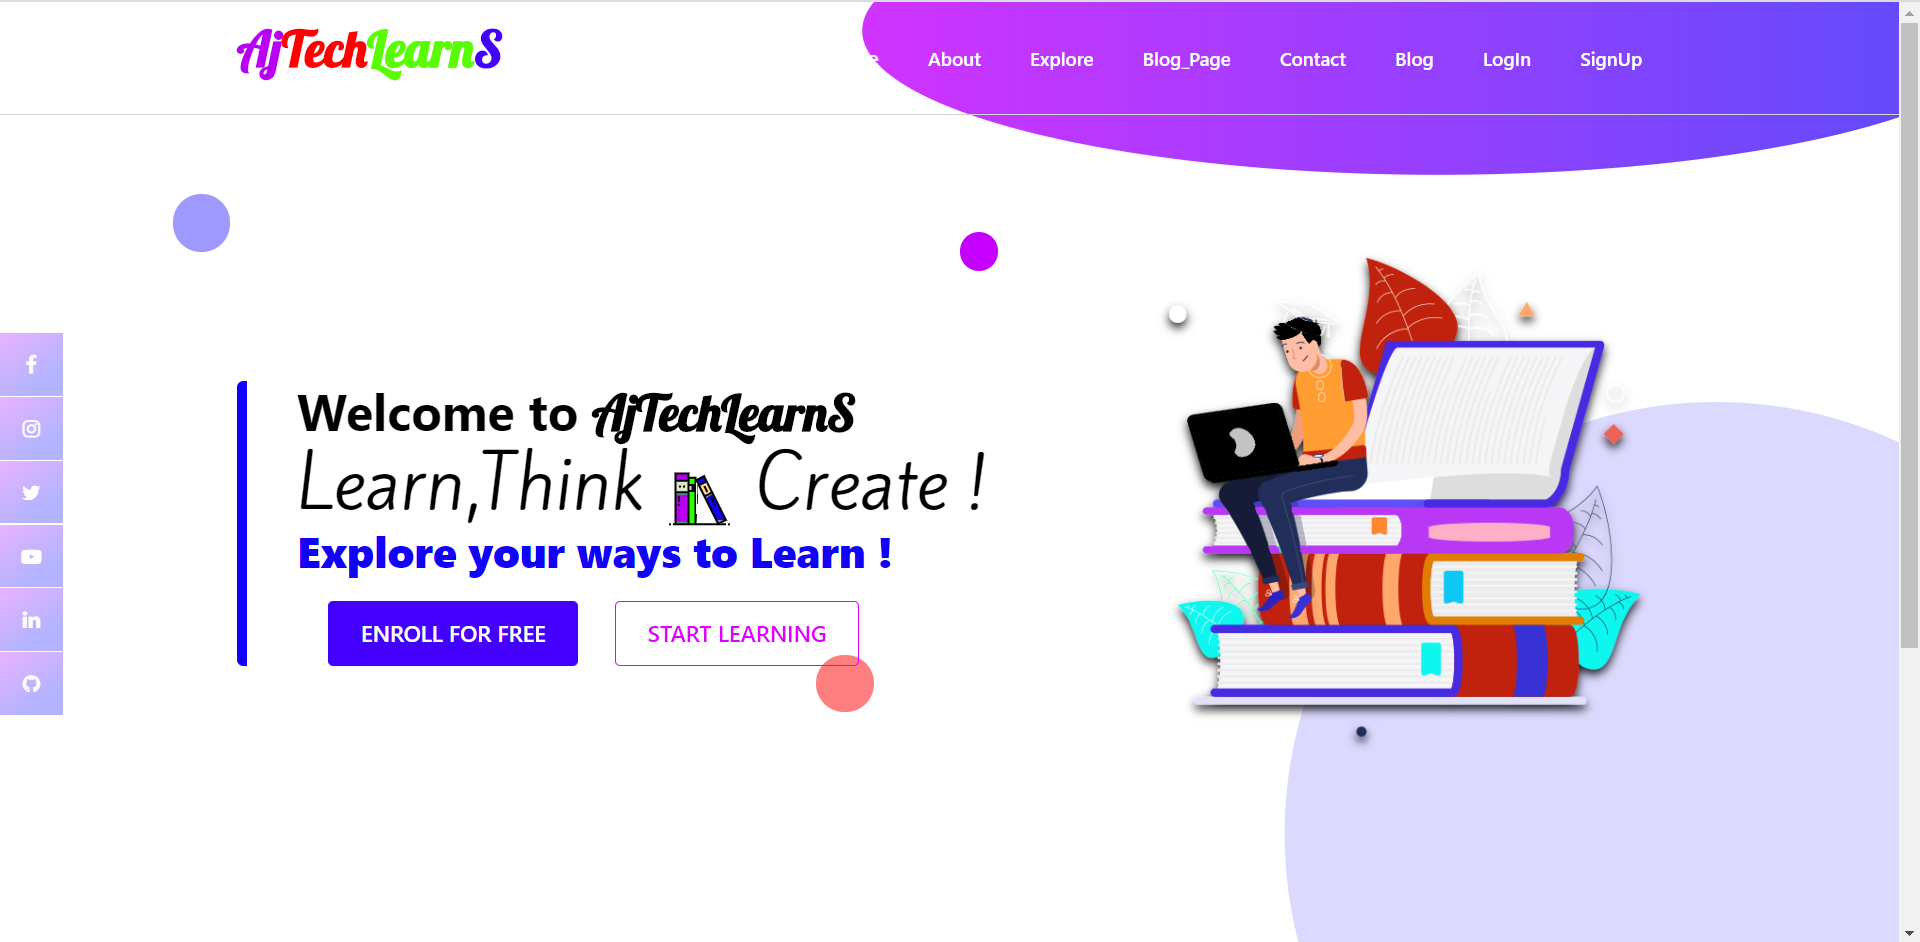 AjTechLearnS
e About Explore Blog_Page Contact Blog LogIn SignUp
Welcome to AjTechLearnS
Learn,Think Create !
Explore your ways to Learn !
ENROLL FOR FREE START LEARNING